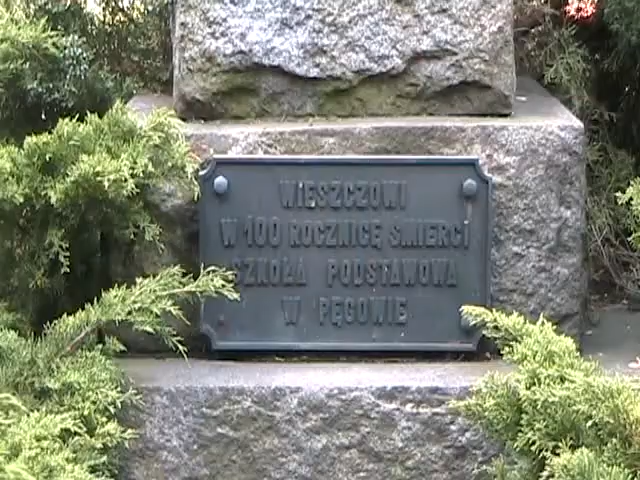 WIESZCZOWI
W 100 ROCZNICĘ ŚMIERCI
SZKOŁA PODSTAWOWA
W PĘGOWIE